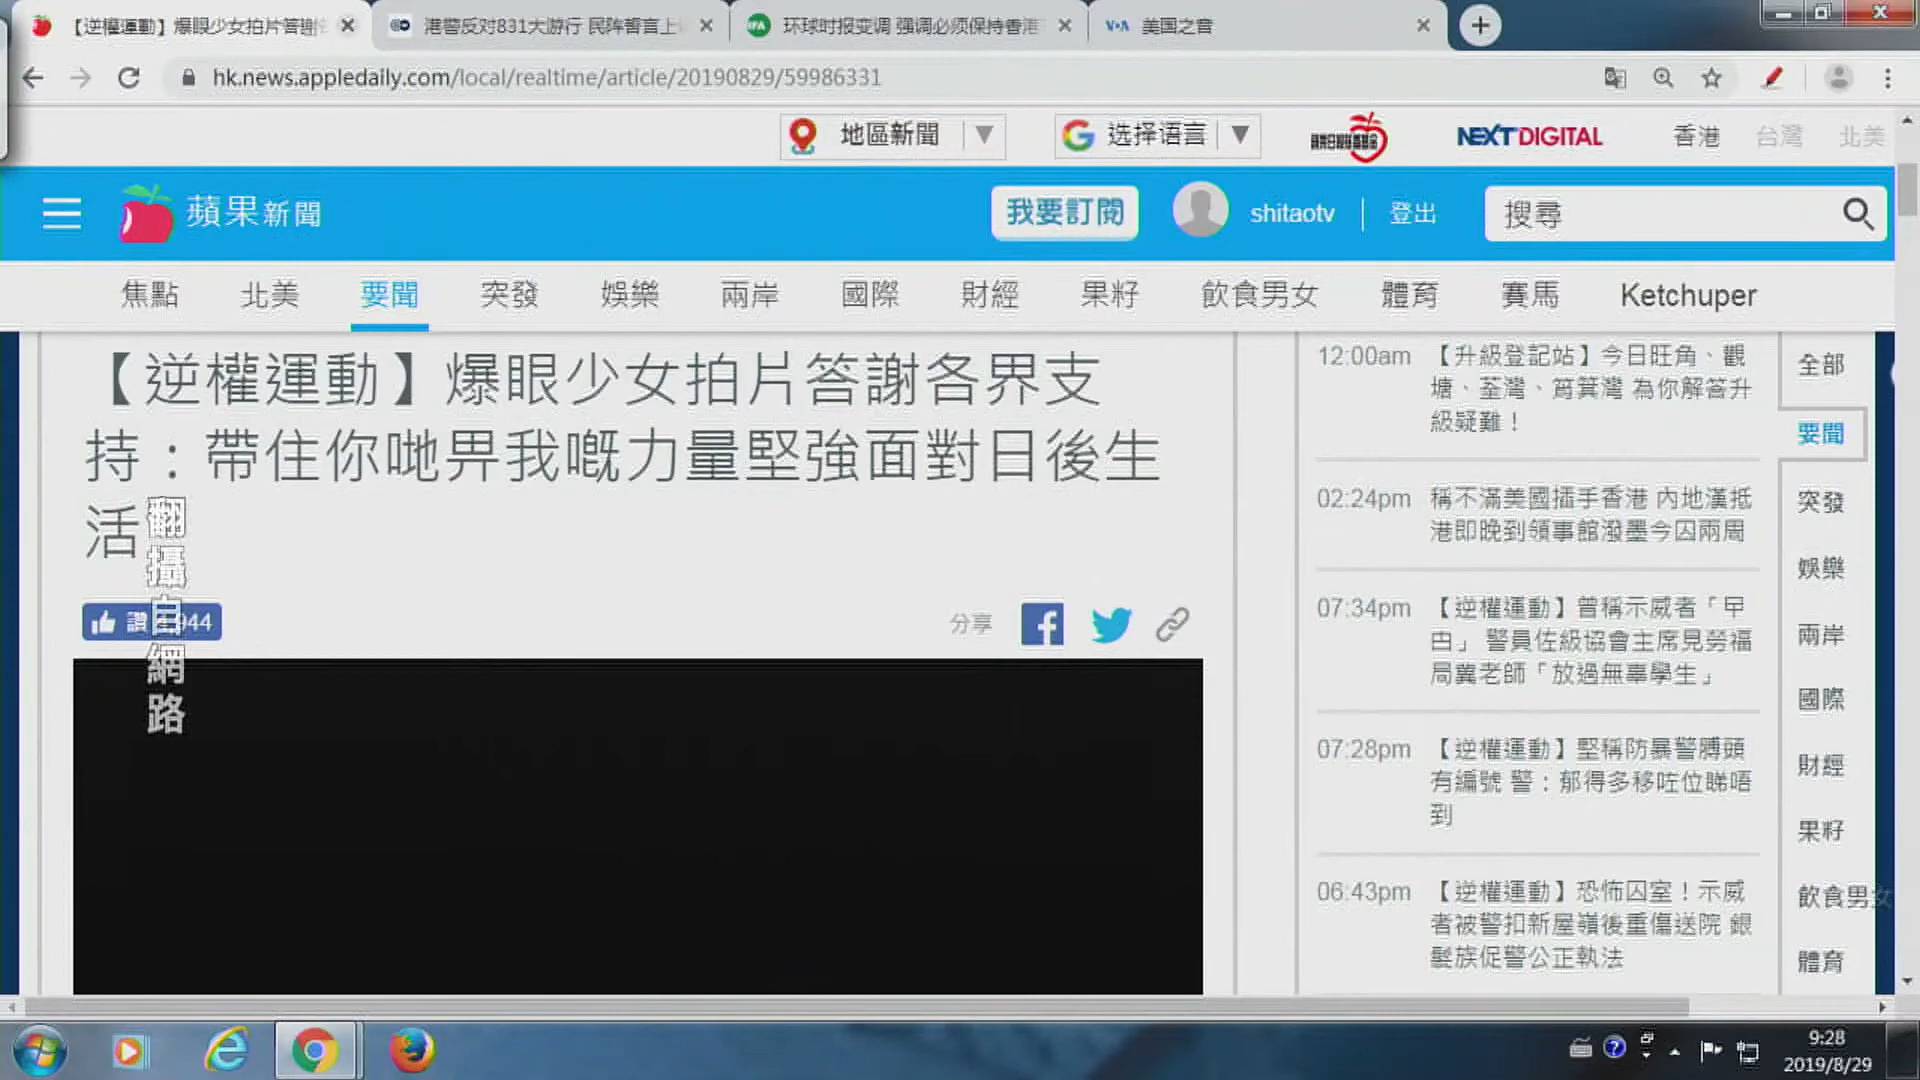 【逆權運動】爆眼少女拍片答謝
港警反对831大游行 民阵誓言上
环球时报变调 强调必须保持香港
美国之音
hk.news.appledaily.com/local/realtime/article/20190829/59986331
地區新聞
选择语言
NEXT DIGITAL
香港
台灣
北美
蘋果新聞
我要訂閱
shitaotv
登出
搜尋
焦點
北美
要聞
突發
娛樂
兩岸
國際
財經
果籽
飲食男女
體育
賽馬
Ketchuper
【逆權運動】爆眼少女拍片答謝各界支
持：帶住你哋畀我嘅力量堅強面對日後生
活
翻攝自網路
讚
944
分享
12:00am
【升級登記站】今日旺角、觀
塘、荃灣、筲箕灣 為你解答升
級疑難！
02:24pm
稱不滿美國插手香港 內地漢抵
港即晚到領事館潑墨今囚兩周
07:34pm
【逆權運動】曾稱示威者「曱
甴」 警員佐級協會主席見勞福
局冀老師「放過無辜學生」
07:28pm
【逆權運動】堅稱防暴警膊頭
有編號 警：郁得多移咗位睇唔
到
06:43pm
【逆權運動】恐怖囚室！示威
者被警扣新屋嶺後重傷送院 銀
髮族促警公正執法
全部
要聞
突發
娛樂
兩岸
國際
財經
果籽
飲食男女
體育
9:28
2019/8/29